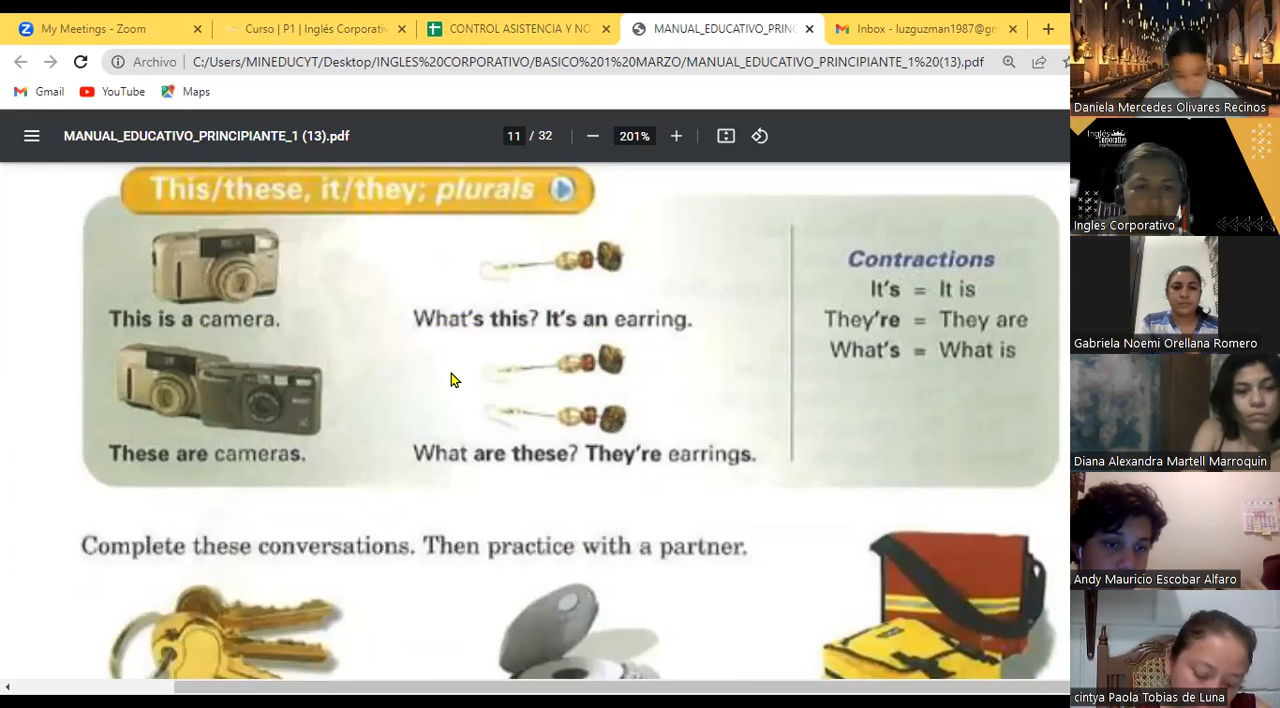 My Meetings - Zoom
Curso | P1 | Inglés Corporativ
CONTROL ASISTENCIA Y NO
MANUAL_EDUCATIVO_PRINC
Inbox - luzguzman1987@gm
Archivo
C:/Users/MINEDUCYT/Desktop/INGLES%20CORPORATIVO/BASICO%201%20MARZO/MANUAL_EDUCATIVO_PRINCIPIANTE_1%20(13).pdf
Gmail
YouTube
Maps
MANUAL_EDUCATIVO_PRINCIPIANTE_1 (13).pdf
11 / 32
201%
This/these, it/they; plurals
This is a camera.
What's this? It's an earring.
These are cameras.
What are these? They're earrings.
Contractions
It's = It is
They're = They are
What's = What is
Complete these conversations. Then practice with a partner.
Daniela Mercedes Olivares Recinos
Inglés
Corporativo
Ingles Corporativo
Gabriela Noemi Orellana Romero
Diana Alexandra Martell Marroquin
Andy Mauricio Escobar Alfaro
cintya Paola Tobias de Luna